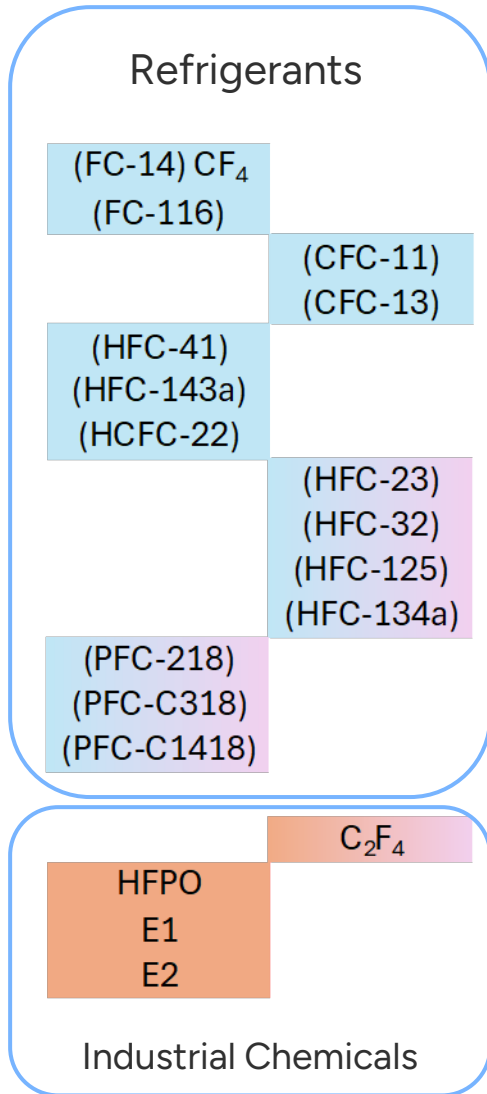 Refrigerants
(FC-14) CF₄
(FC-116)
(CFC-11)
(CFC-13)
(HFC-41)
(HFC-143a)
(HCFC-22)
(HFC-23)
(HFC-32)
(HFC-125)
(HFC-134a)
(PFC-218)
(PFC-C318)
(PFC-C1418)
C₂F₄
HFPO
E1
E2
Industrial Chemicals